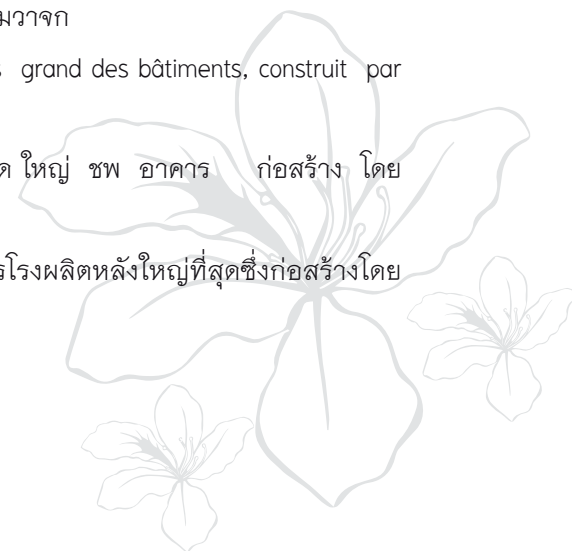 มวาจก
grand des bâtiments, construit par
ใหญ่ ชพ อาคาร ก่อสร้าง โดย
โรงผลิตหลังใหญ่ที่สุดซึ่งก่อสร้างโดย